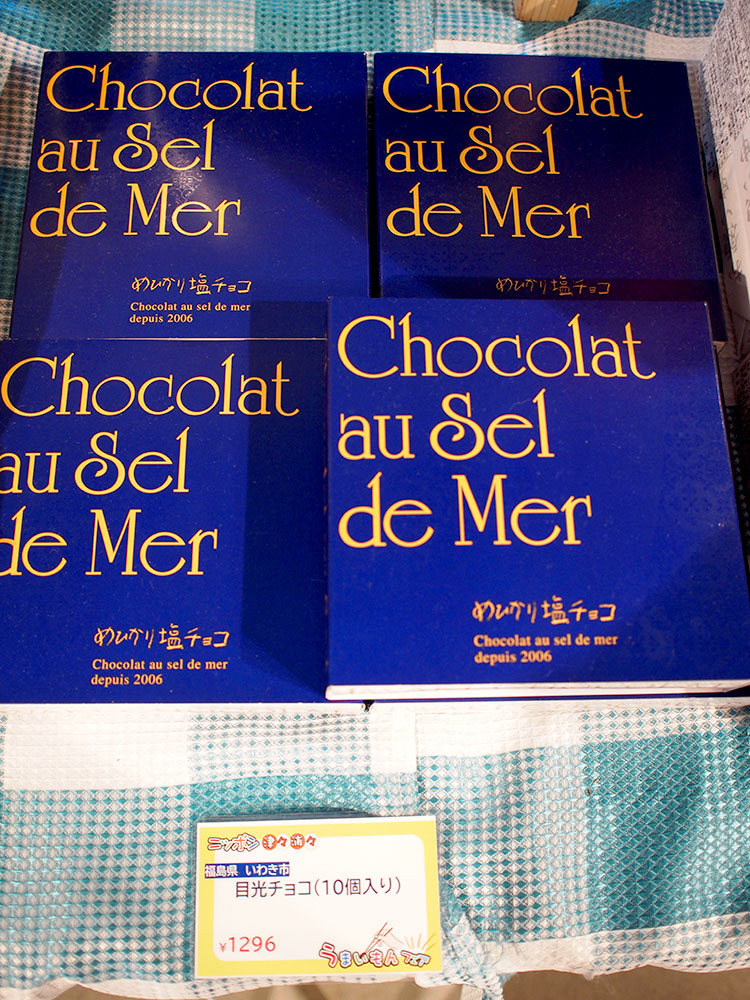 Chocolat
au Sel
de Mer
めひかり塩チョコ
Chocolat au sel de mer
depuis 2006
Chocolat
au Sel
de Mer
めひかり塩チョコ
Chocolat
au Sel
de Mer
めひかり塩チョコ
Chocolat au sel de mer
depuis 2006
Chocolat
au Sel
de Mer
めひかり塩チョコ
Chocolat au sel de mer
depuis 2006
ニッポン津々浦々
福島県 いわき市
目光チョコ(10個入り)
¥1296
うまいもんフェア